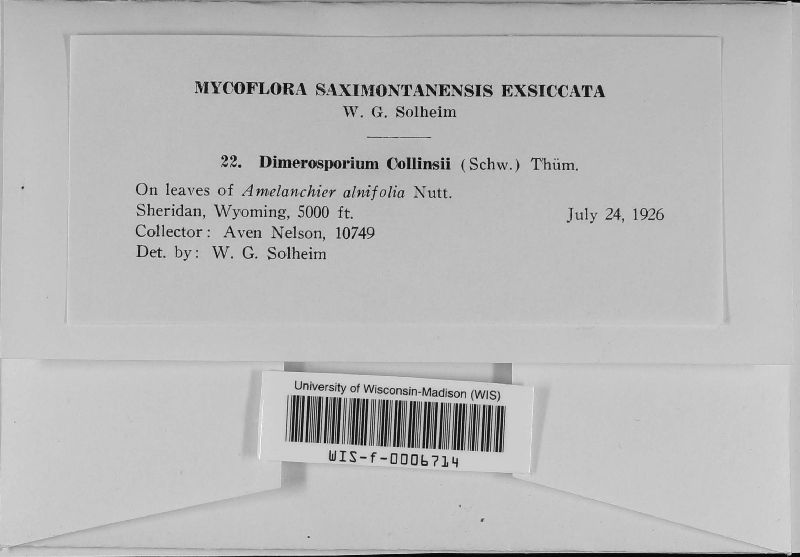 MYCOFLORA SAXIMONTANENSIS EXSICCATA
W. G. Solheim
22. Dimerosporium Collinsii (Schw.) Thüm.
On leaves of Amelanchier alnifolia Nutt.
Sheridan, Wyoming, 5000 ft. July 24, 1926
Collector: Aven Nelson, 10749
Det. by: W. G. Solheim
University of Wisconsin-Madison (WIS)
WIS-f-0006714